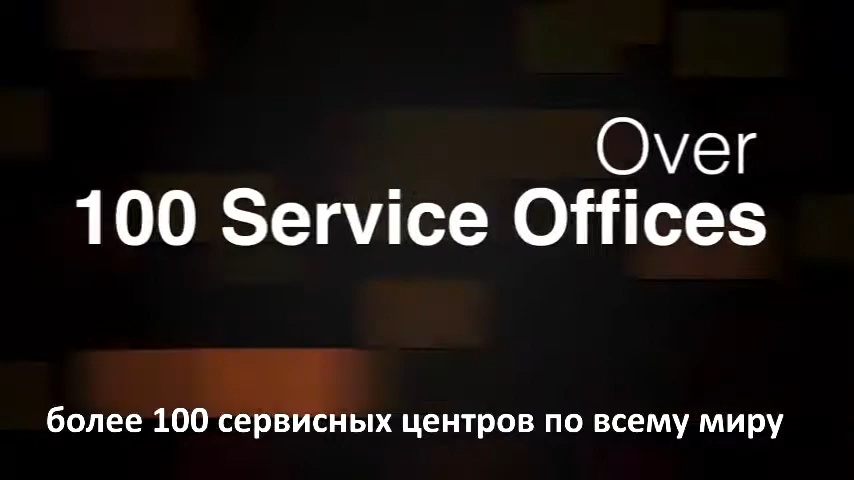 Over
100 Service Offices
более 100 сервисных центров по всему миру